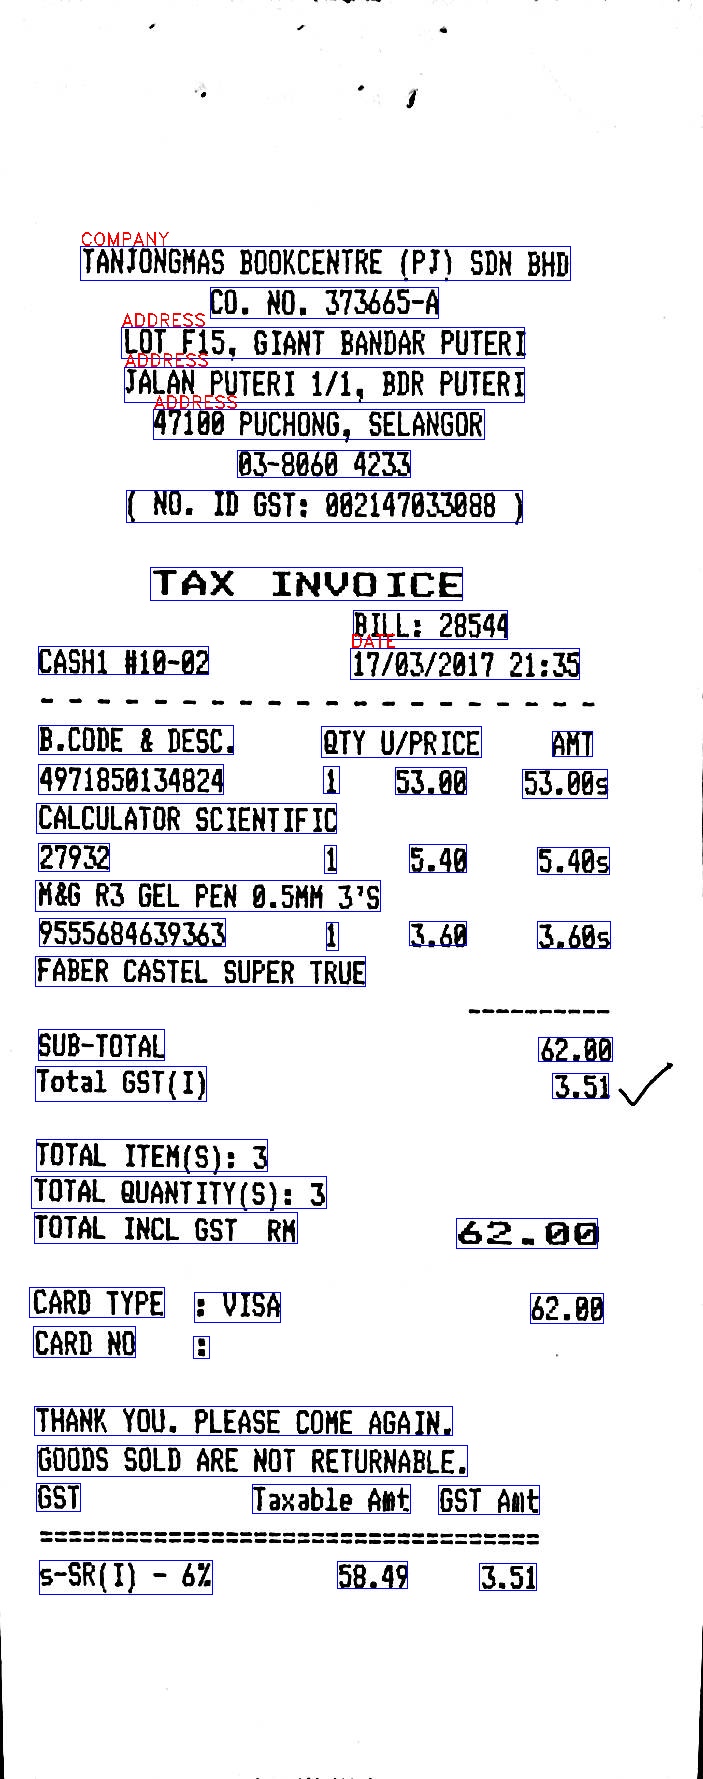 COMPANY
TANJONGMAS BOOKCENTRE (PJ) SDN BHD
CO. NO. 373665-A
ADDRESS
LOT F15, GIANT BANDAR PUTERI
ADDRESS
JALAN PUTERI 1/1, BDR PUTERI
ADDRESS
47100 PUCHONG, SELANGOR
03-8060 4233
( NO. ID GST: 002147033088 )
TAX INVOICE
BILL: 28544
DATE
CASH1 #10-02 17/03/2017 21:35
- - - - - - - - - - - - - - - - - - - -
B.CODE & DESC. QTY U/PRICE AMT
4971850134824 1 53.00 53.00s
CALCULATOR SCIENTIFIC
27932 1 5.40 5.40s
M&G R3 GEL PEN 0.5MM 3'S
9555684639363 1 3.60 3.60s
FABER CASTEL SUPER TRUE
----------
SUB-TOTAL 62.00
Total GST(I) 3.51
TOTAL ITEM(S): 3
TOTAL QUANTITY(S): 3
TOTAL INCL GST RM 62.00
CARD TYPE : VISA 62.00
CARD NO :
THANK YOU. PLEASE COME AGAIN.
GOODS SOLD ARE NOT RETURNABLE.
GST Taxable Amt GST Amt
===================================
s-SR(I) - 6% 58.49 3.51